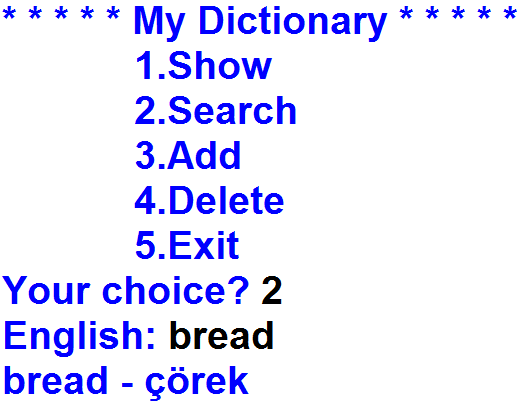 * * * * * My Dictionary * * * * *
1.Show
2.Search
3.Add
4.Delete
5.Exit
Your choice? 2
English: bread
bread - çörek